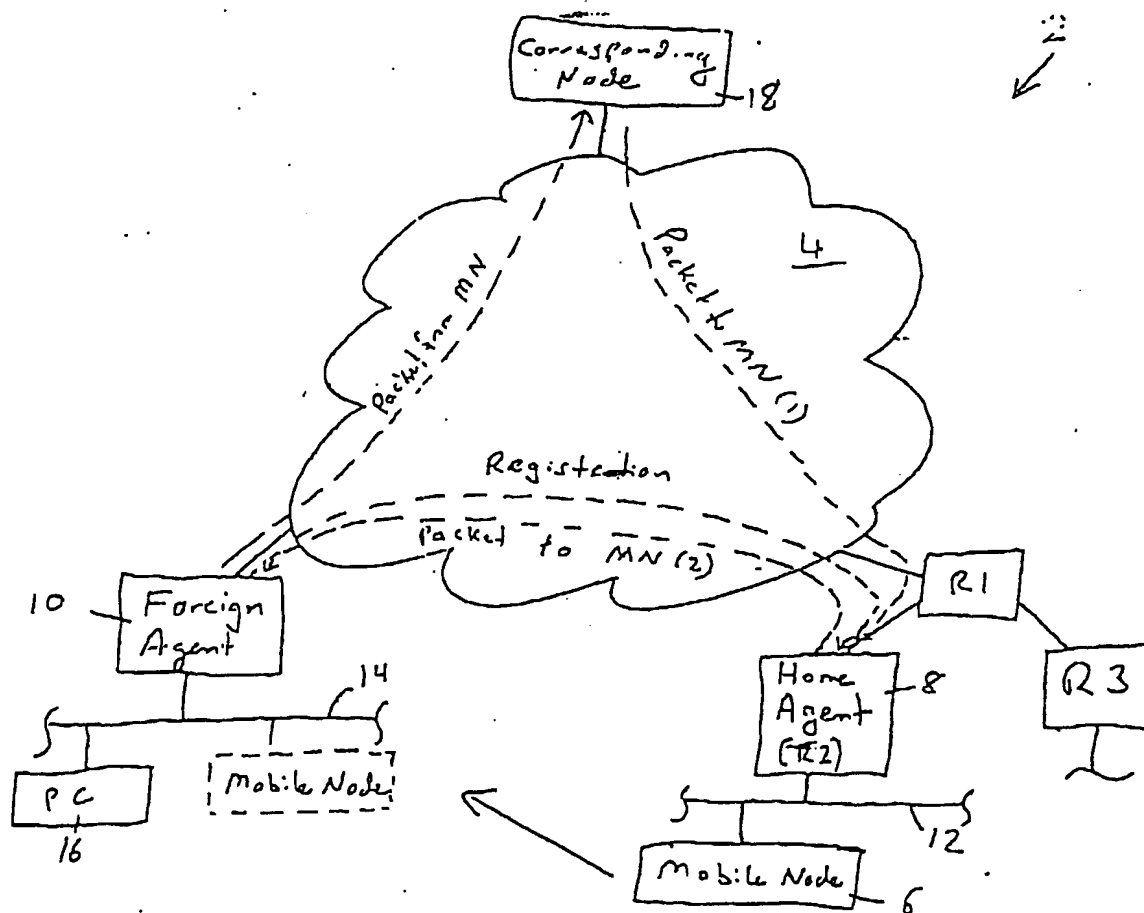 Corresponding
Node
18
4
Packet from MN
Packet to MN (1)
Registration
Packet to MN (2)
10
Foreign
Agent
R1
14
Home
Agent
(R2)
8
R3
Mobile Node
PC
16
12
Mobile Node
6